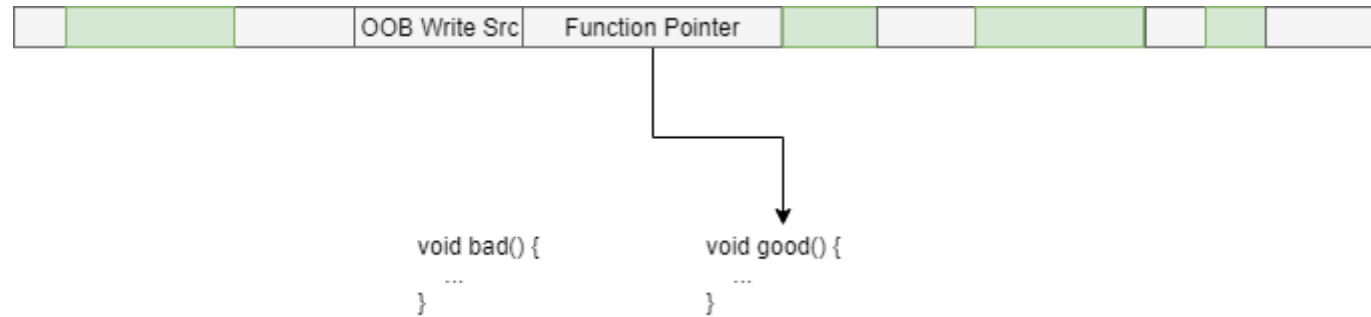 OOB Write Src
Function Pointer
void bad() {
...
}
void good() {
...
}